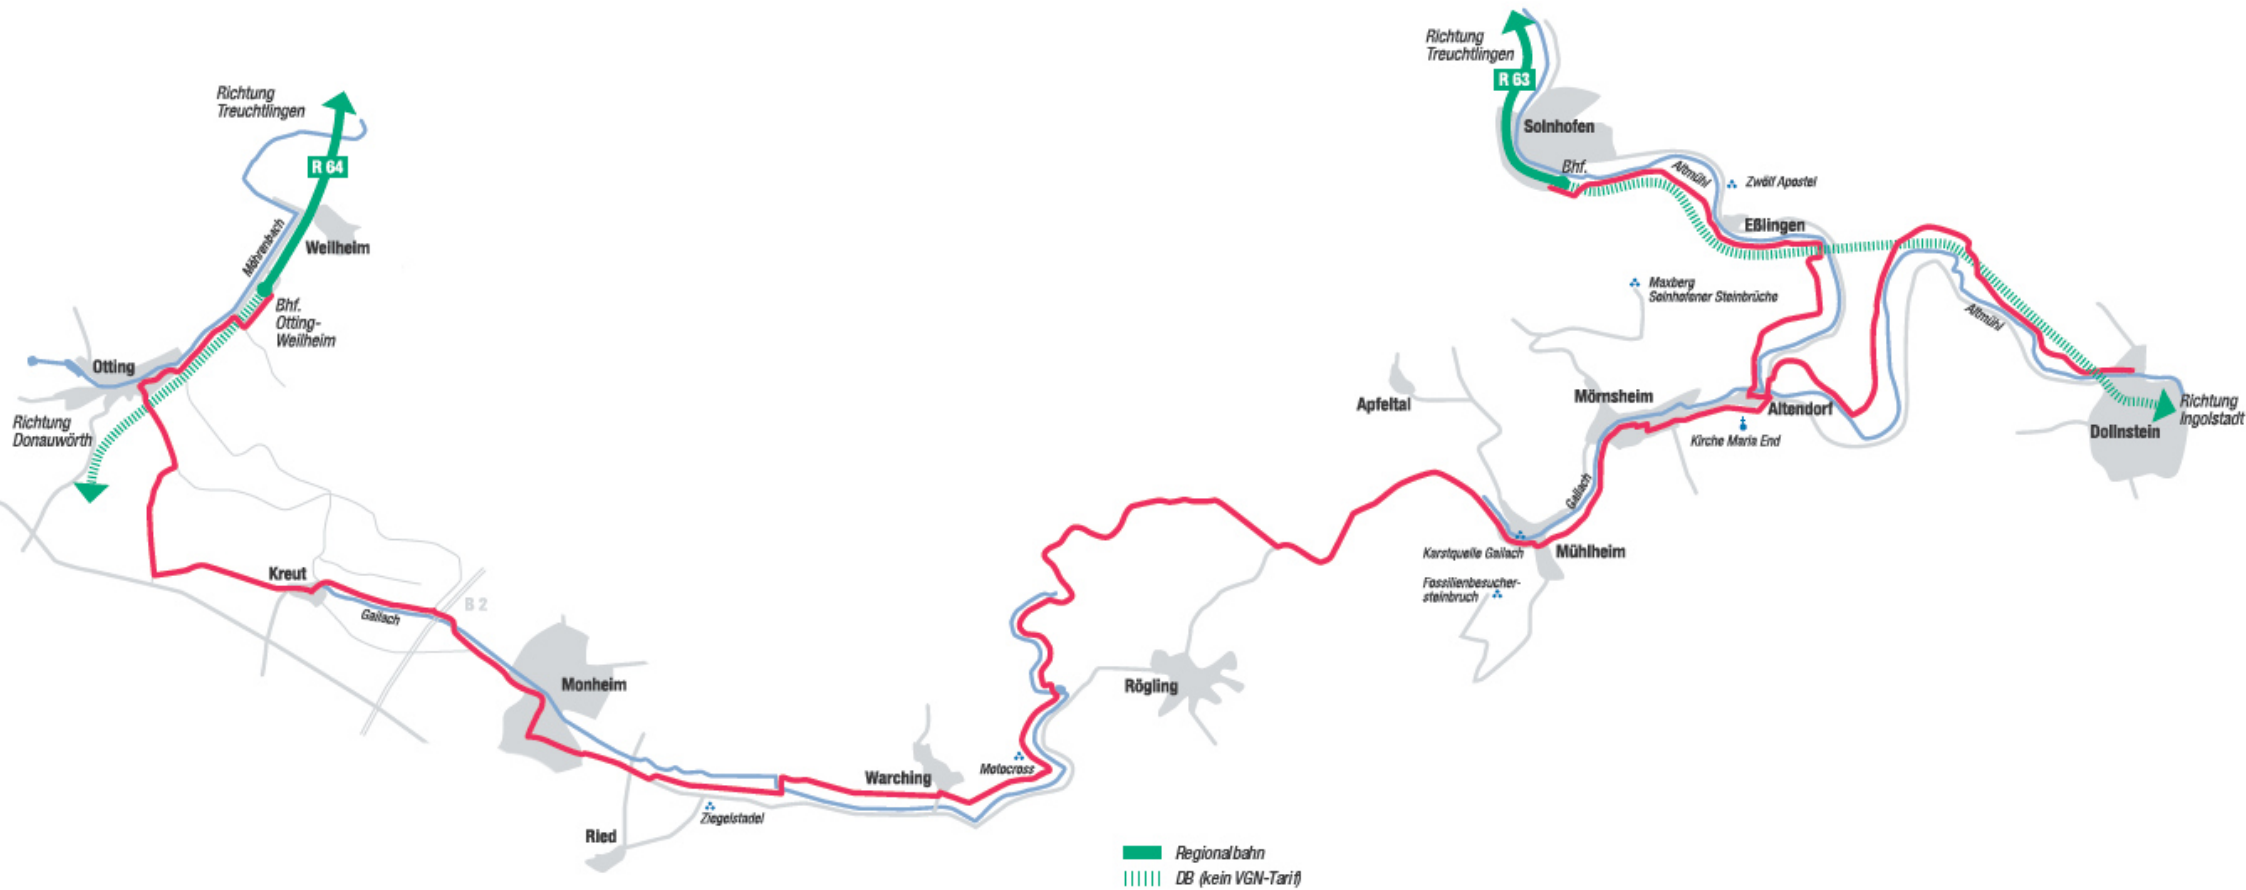 Richtung
Treuchtlingen
R 64
Weilheim
Möhrenbach
Bhf.
Otting-
Weilheim
Otting
Richtung
Donauwörth
Kreut
Gailach
B 2
Monheim
Ried
Ziegelstadel
Warching
Motocross
Rögling
Richtung
Treuchtlingen
R 63
Solnhofen
Bhf.
Altmühl
Zwölf Apostel
Eßlingen
Maxberg
Solnhofener Steinbrüche
Altmühl
Apfeltal
Mörnsheim
Altendorf
Kirche Maria End
Richtung
Ingolstadt
Dollnstein
Gailach
Karstquelle Gailach
Mühlheim
Fossilienbesucher-
steinbruch
Regionalbahn
DB (kein VGN-Tarif)